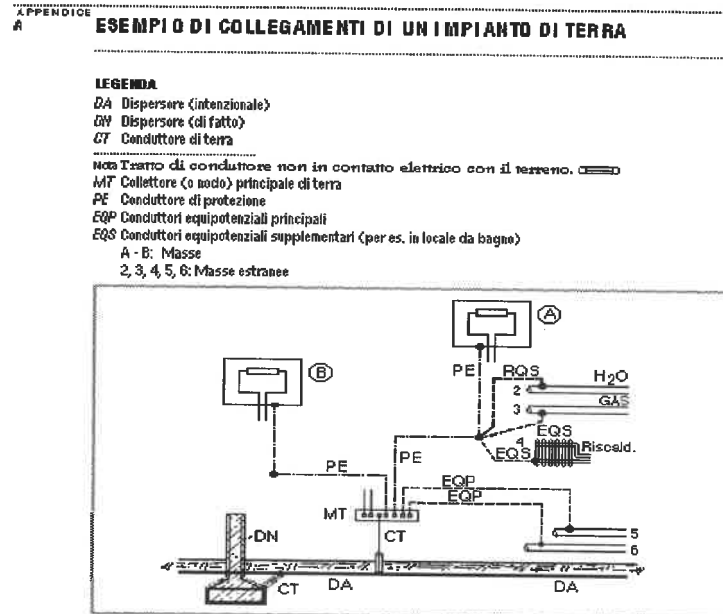 APPENDICE
A
ESEMPIO DI COLLEGAMENTI DI UN IMPIANTO DI TERRA
LEGENDA
DA Dispersore (intenzionale)
DN Dispersore (di fatto)
CT Conduttore di terra
Nota Tratto di conduttore non in contatto elettrico con il terreno.
MT Collettore (o nodo) principale di terra
PE Conduttore di protezione
EQP Conduttori equipotenziali principali
EQS Conduttori equipotenziali supplementari (per es. in locale da bagno)
A - B: Masse
2, 3, 4, 5, 6: Masse estranee
A
B
PE
RQS
H2O
2
GAS
3
EQS
4
Riscald.
EQS
PE
PE
EQP
EQP
MT
CT
5
6
DN
CT
DA
DA